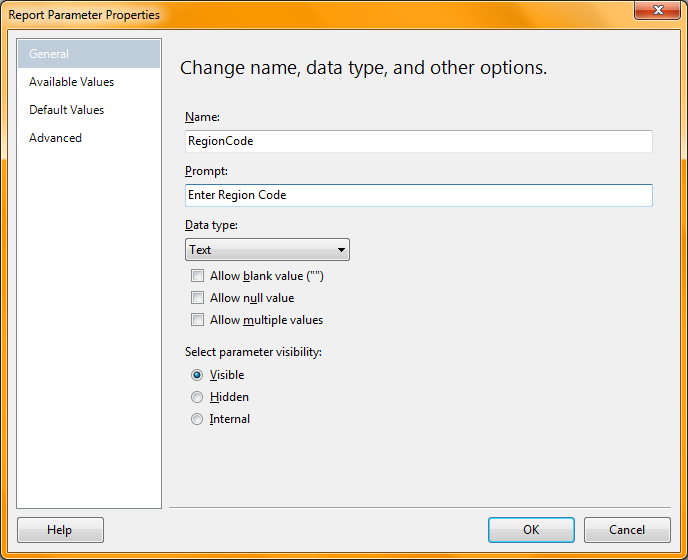 Report Parameter Properties
General
Available Values
Default Values
Advanced
Change name, data type, and other options.
Name:
RegionCode
Prompt:
Enter Region Code
Data type:
Text
Allow blank value ("")
Allow null value
Allow multiple values
Select parameter visibility:
Visible
Hidden
Internal
Help
OK
Cancel